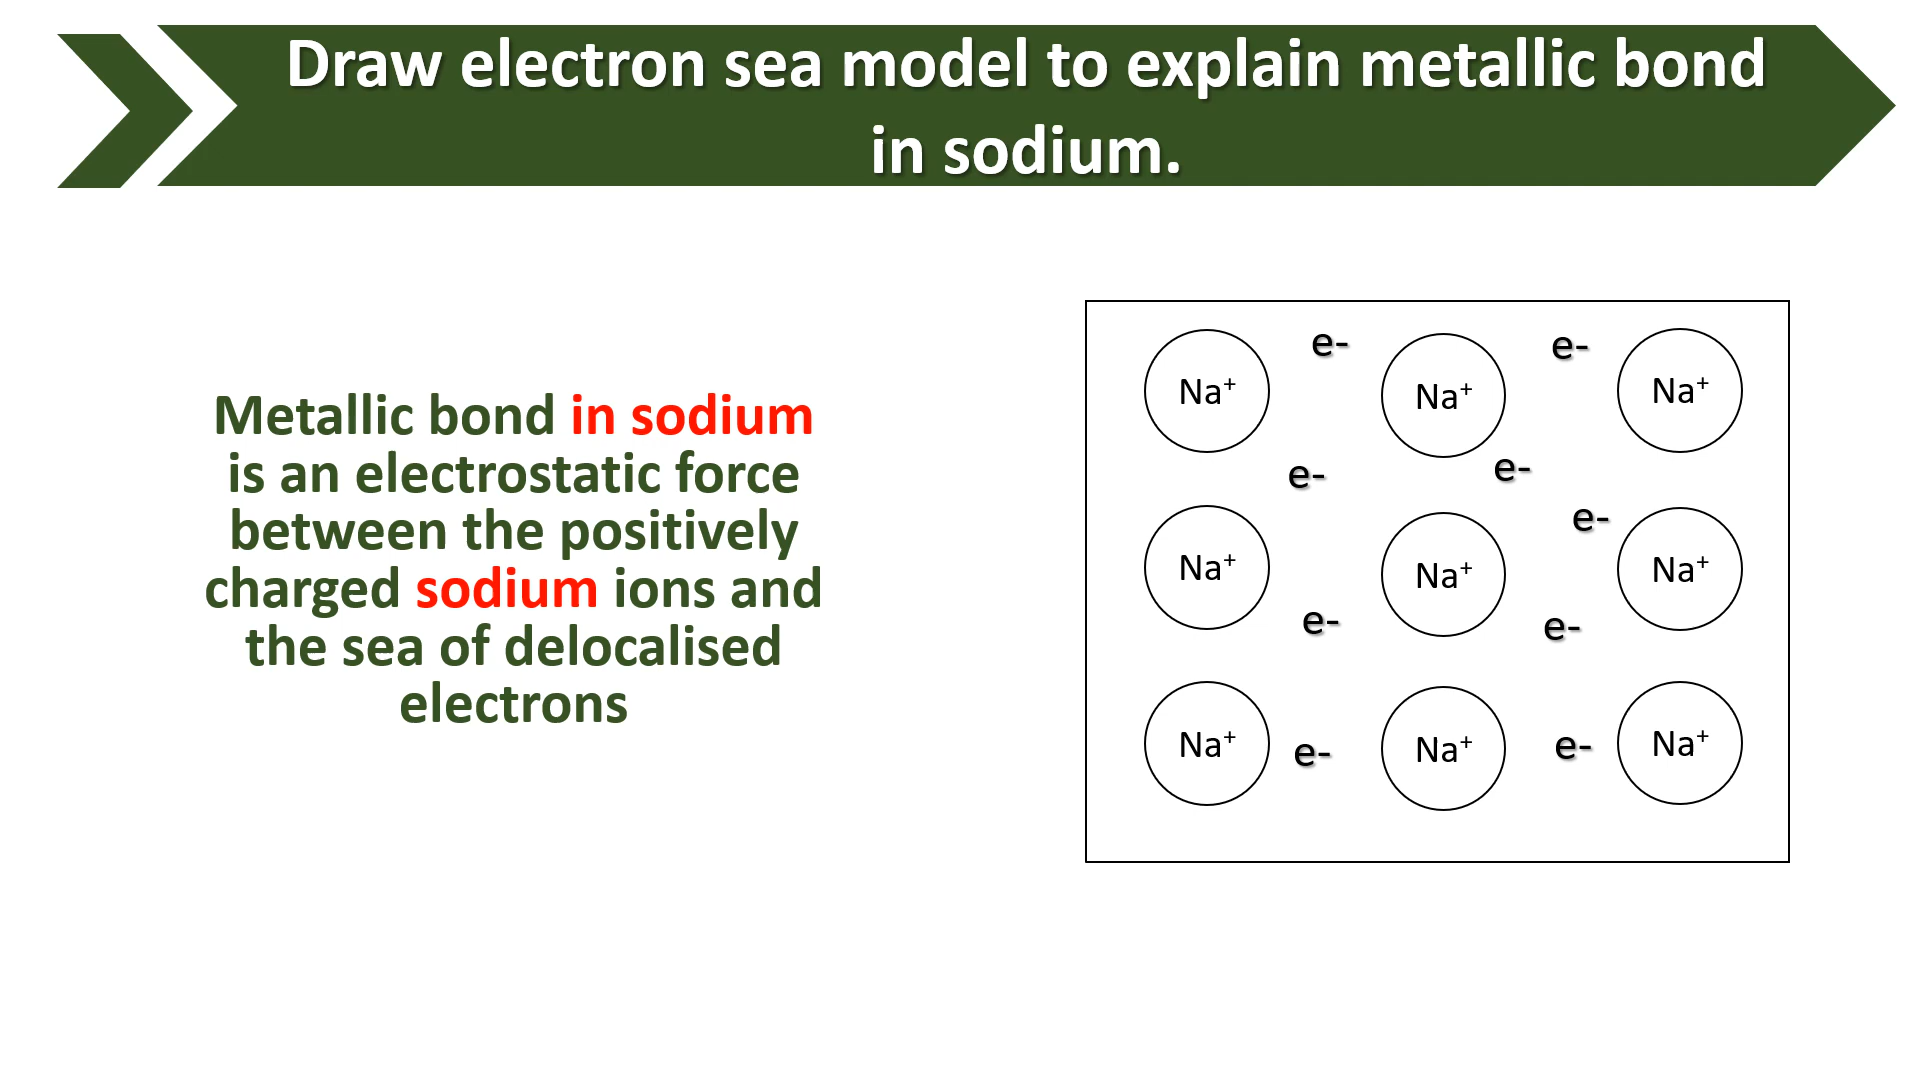 Draw electron sea model to explain metallic bond
in sodium.
Metallic bond in sodium
is an electrostatic force
between the positively
charged sodium ions and
the sea of delocalised
electrons
Na⁺ e- Na⁺ e- Na⁺
e- e-
e-
Na⁺ Na⁺ Na⁺
e- e-
Na⁺ e- Na⁺ e- Na⁺